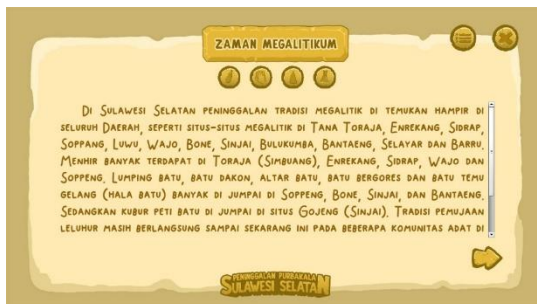 ZAMAN MEGALITIKUM
DI SULAWESI SELATAN PENINGGALAN TRADISI MEGALITIK DI TEMUKAN HAMPIR DI
SELURUH DAERAH, SEPERTI SITUS-SITUS MEGALITIK DI TANA TORAJA, ENREKANG, SIDRAP,
SOPPANG, LUWU, WAJO, BONE, SINJAI, BULUKUMBA, BANTAENG, SELAYAR DAN BARRU.
MENHIR BANYAK TERDAPAT DI TORAJA (SIMBUANG), ENREKANG, SIDRAP, WAJO DAN
SOPPENG. LUMPING BATU, BATU DAKON, ALTAR BATU, BATU BERGORES DAN BATU TEMU
GELANG (HALA BATU) BANYAK DI JUMPAI DI SOPPENG, BONE, SINJAI, DAN BANTAENG.
SEDANGKAN KUBUR PETI BATU DI JUMPAI DI SITUS GOJENG (SINJAI). TRADISI PEMUJAAN
LELUHUR MASIH BERLANGSUNG SAMPAI SEKARANG INI PADA BEBERAPA KOMUNITAS ADAT DI
PENINGGALAN PURBAKALA
SULAWESI SELATAN